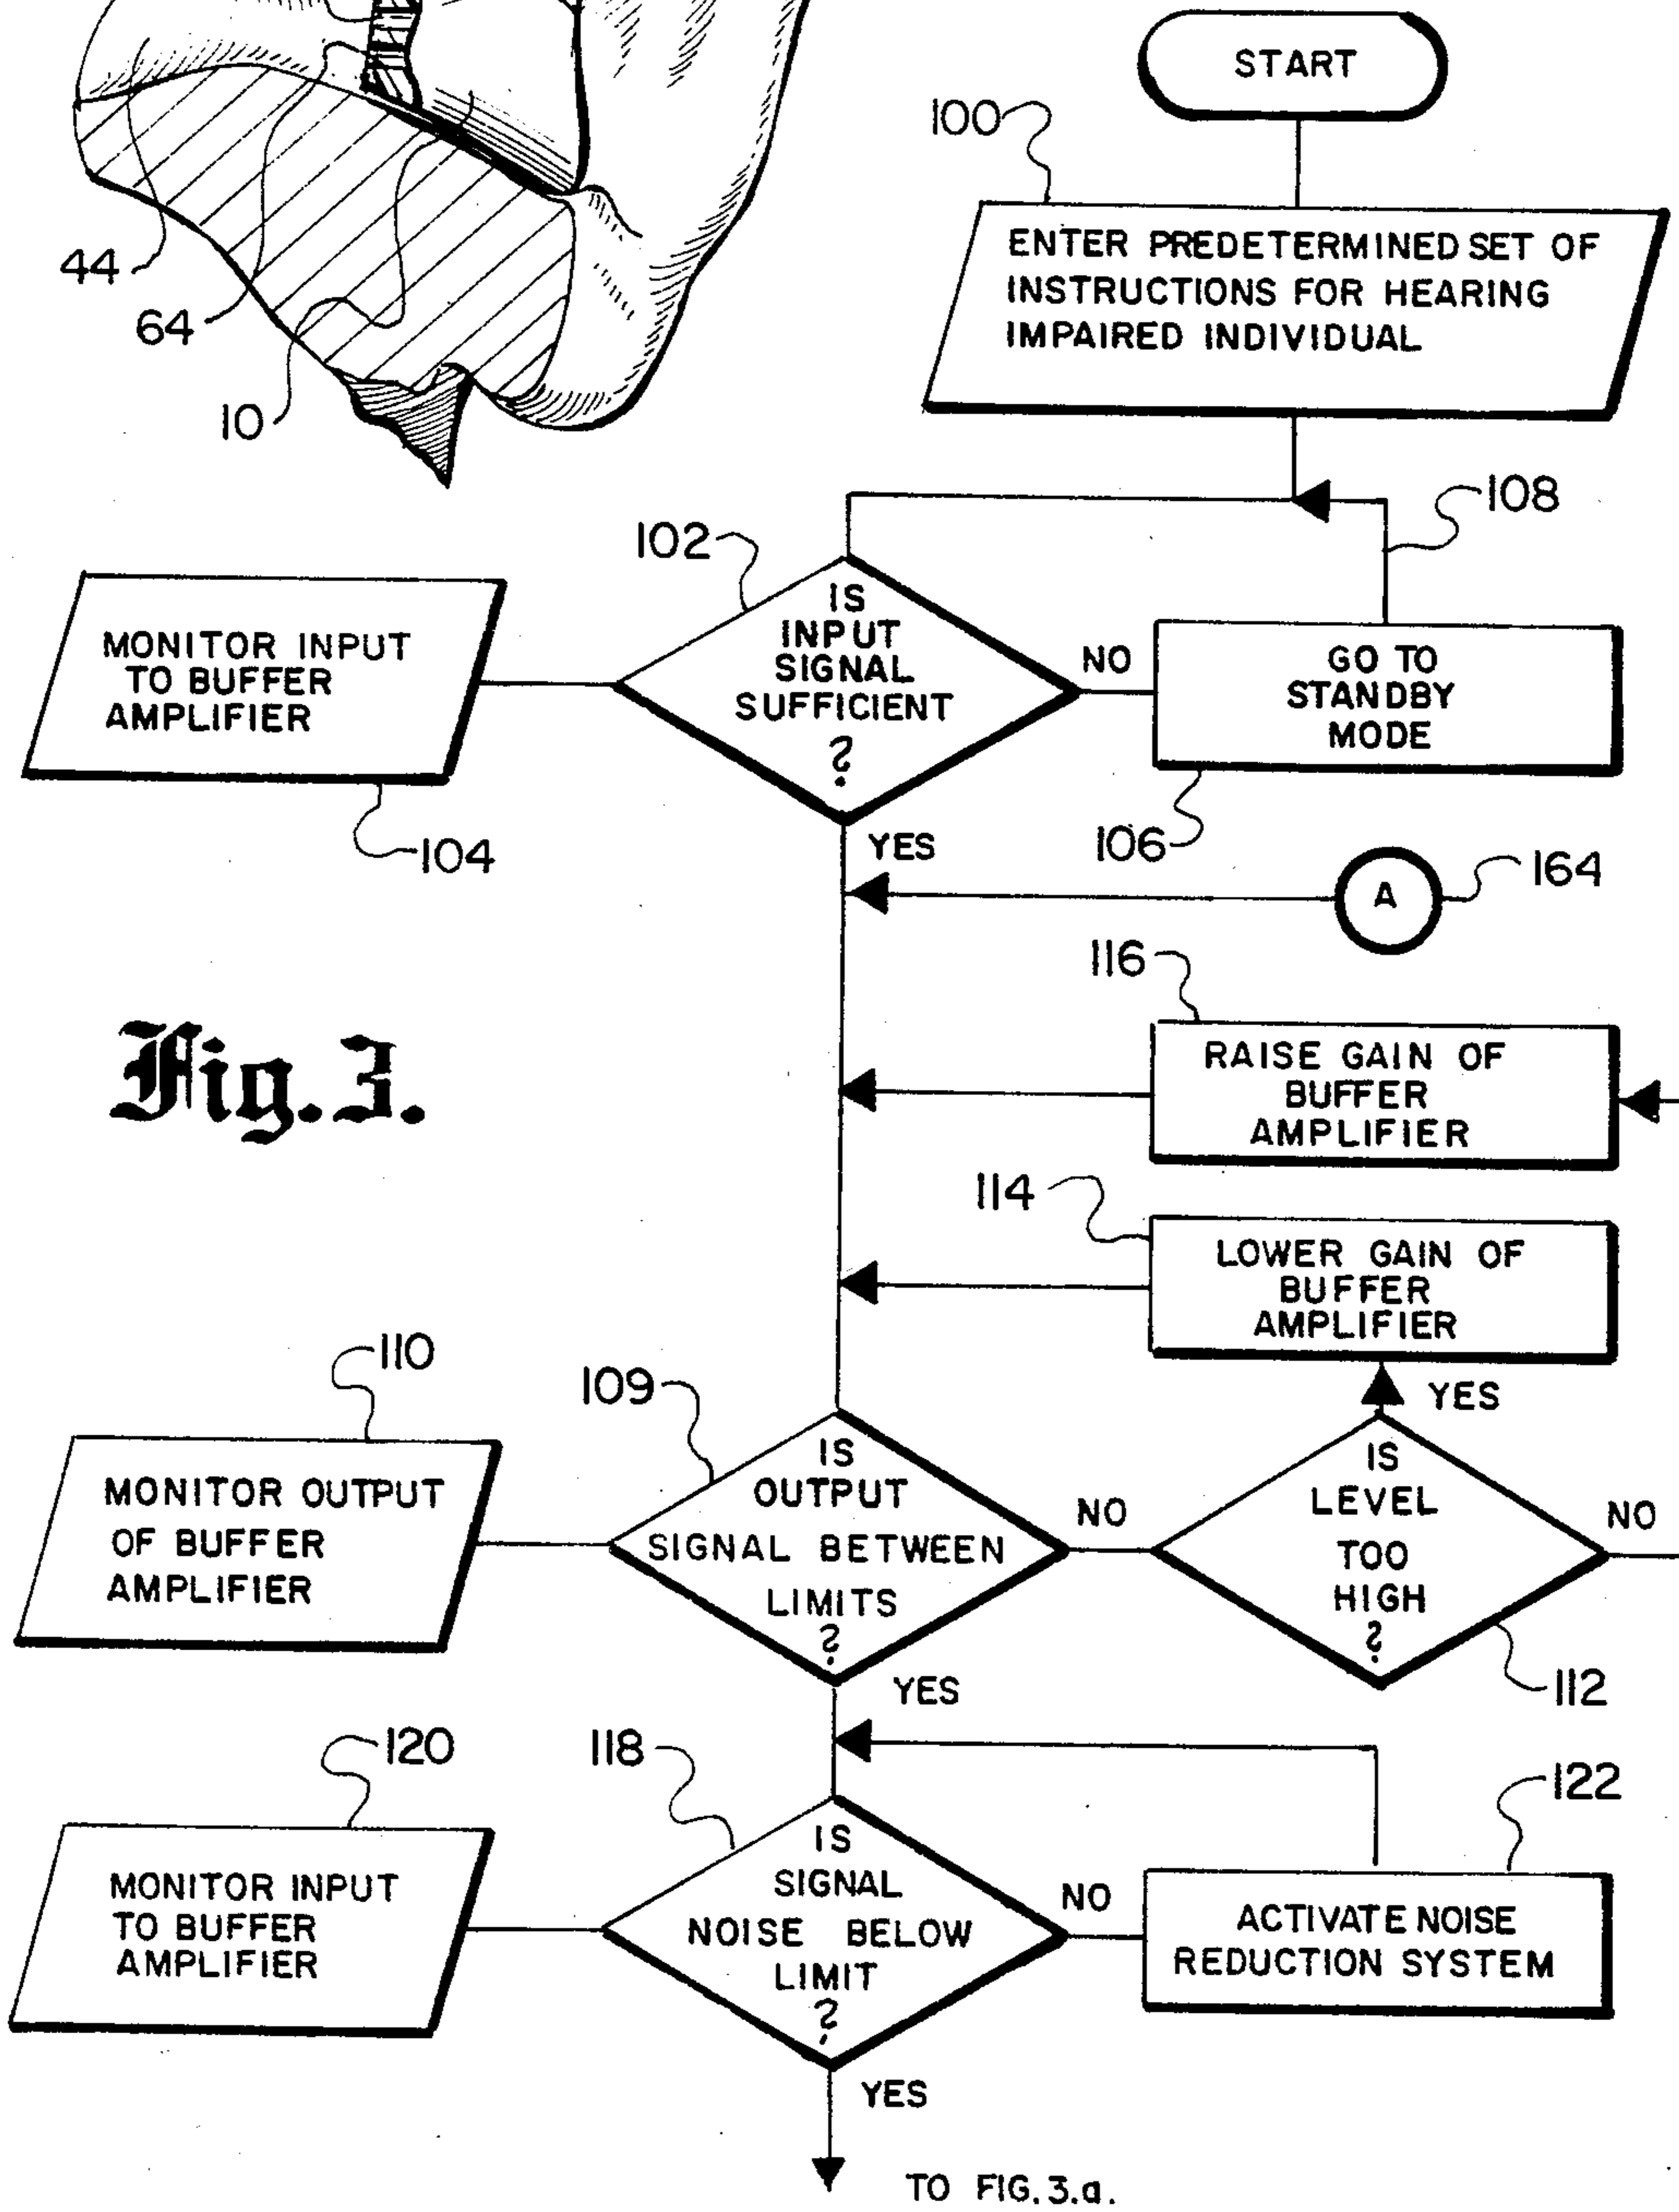 START
100
ENTER PREDETERMINED SET OF
INSTRUCTIONS FOR HEARING
IMPAIRED INDIVIDUAL
44
64
10
108
102
IS
INPUT
SIGNAL
SUFFICIENT
?
MONITOR INPUT
TO BUFFER
AMPLIFIER
NO
GO TO
STANDBY
MODE
104
YES
106
A
164
116
RAISE GAIN OF
BUFFER
AMPLIFIER
Fig. 3.
114
LOWER GAIN OF
BUFFER
AMPLIFIER
110
109
YES
MONITOR OUTPUT
OF BUFFER
AMPLIFIER
IS
OUTPUT
SIGNAL BETWEEN
LIMITS
?
NO
IS
LEVEL
TOO
HIGH
?
NO
YES
112
120
118
122
MONITOR INPUT
TO BUFFER
AMPLIFIER
IS
SIGNAL
NOISE BELOW
LIMIT
?
NO
ACTIVATE NOISE
REDUCTION SYSTEM
YES
TO FIG. 3.a.